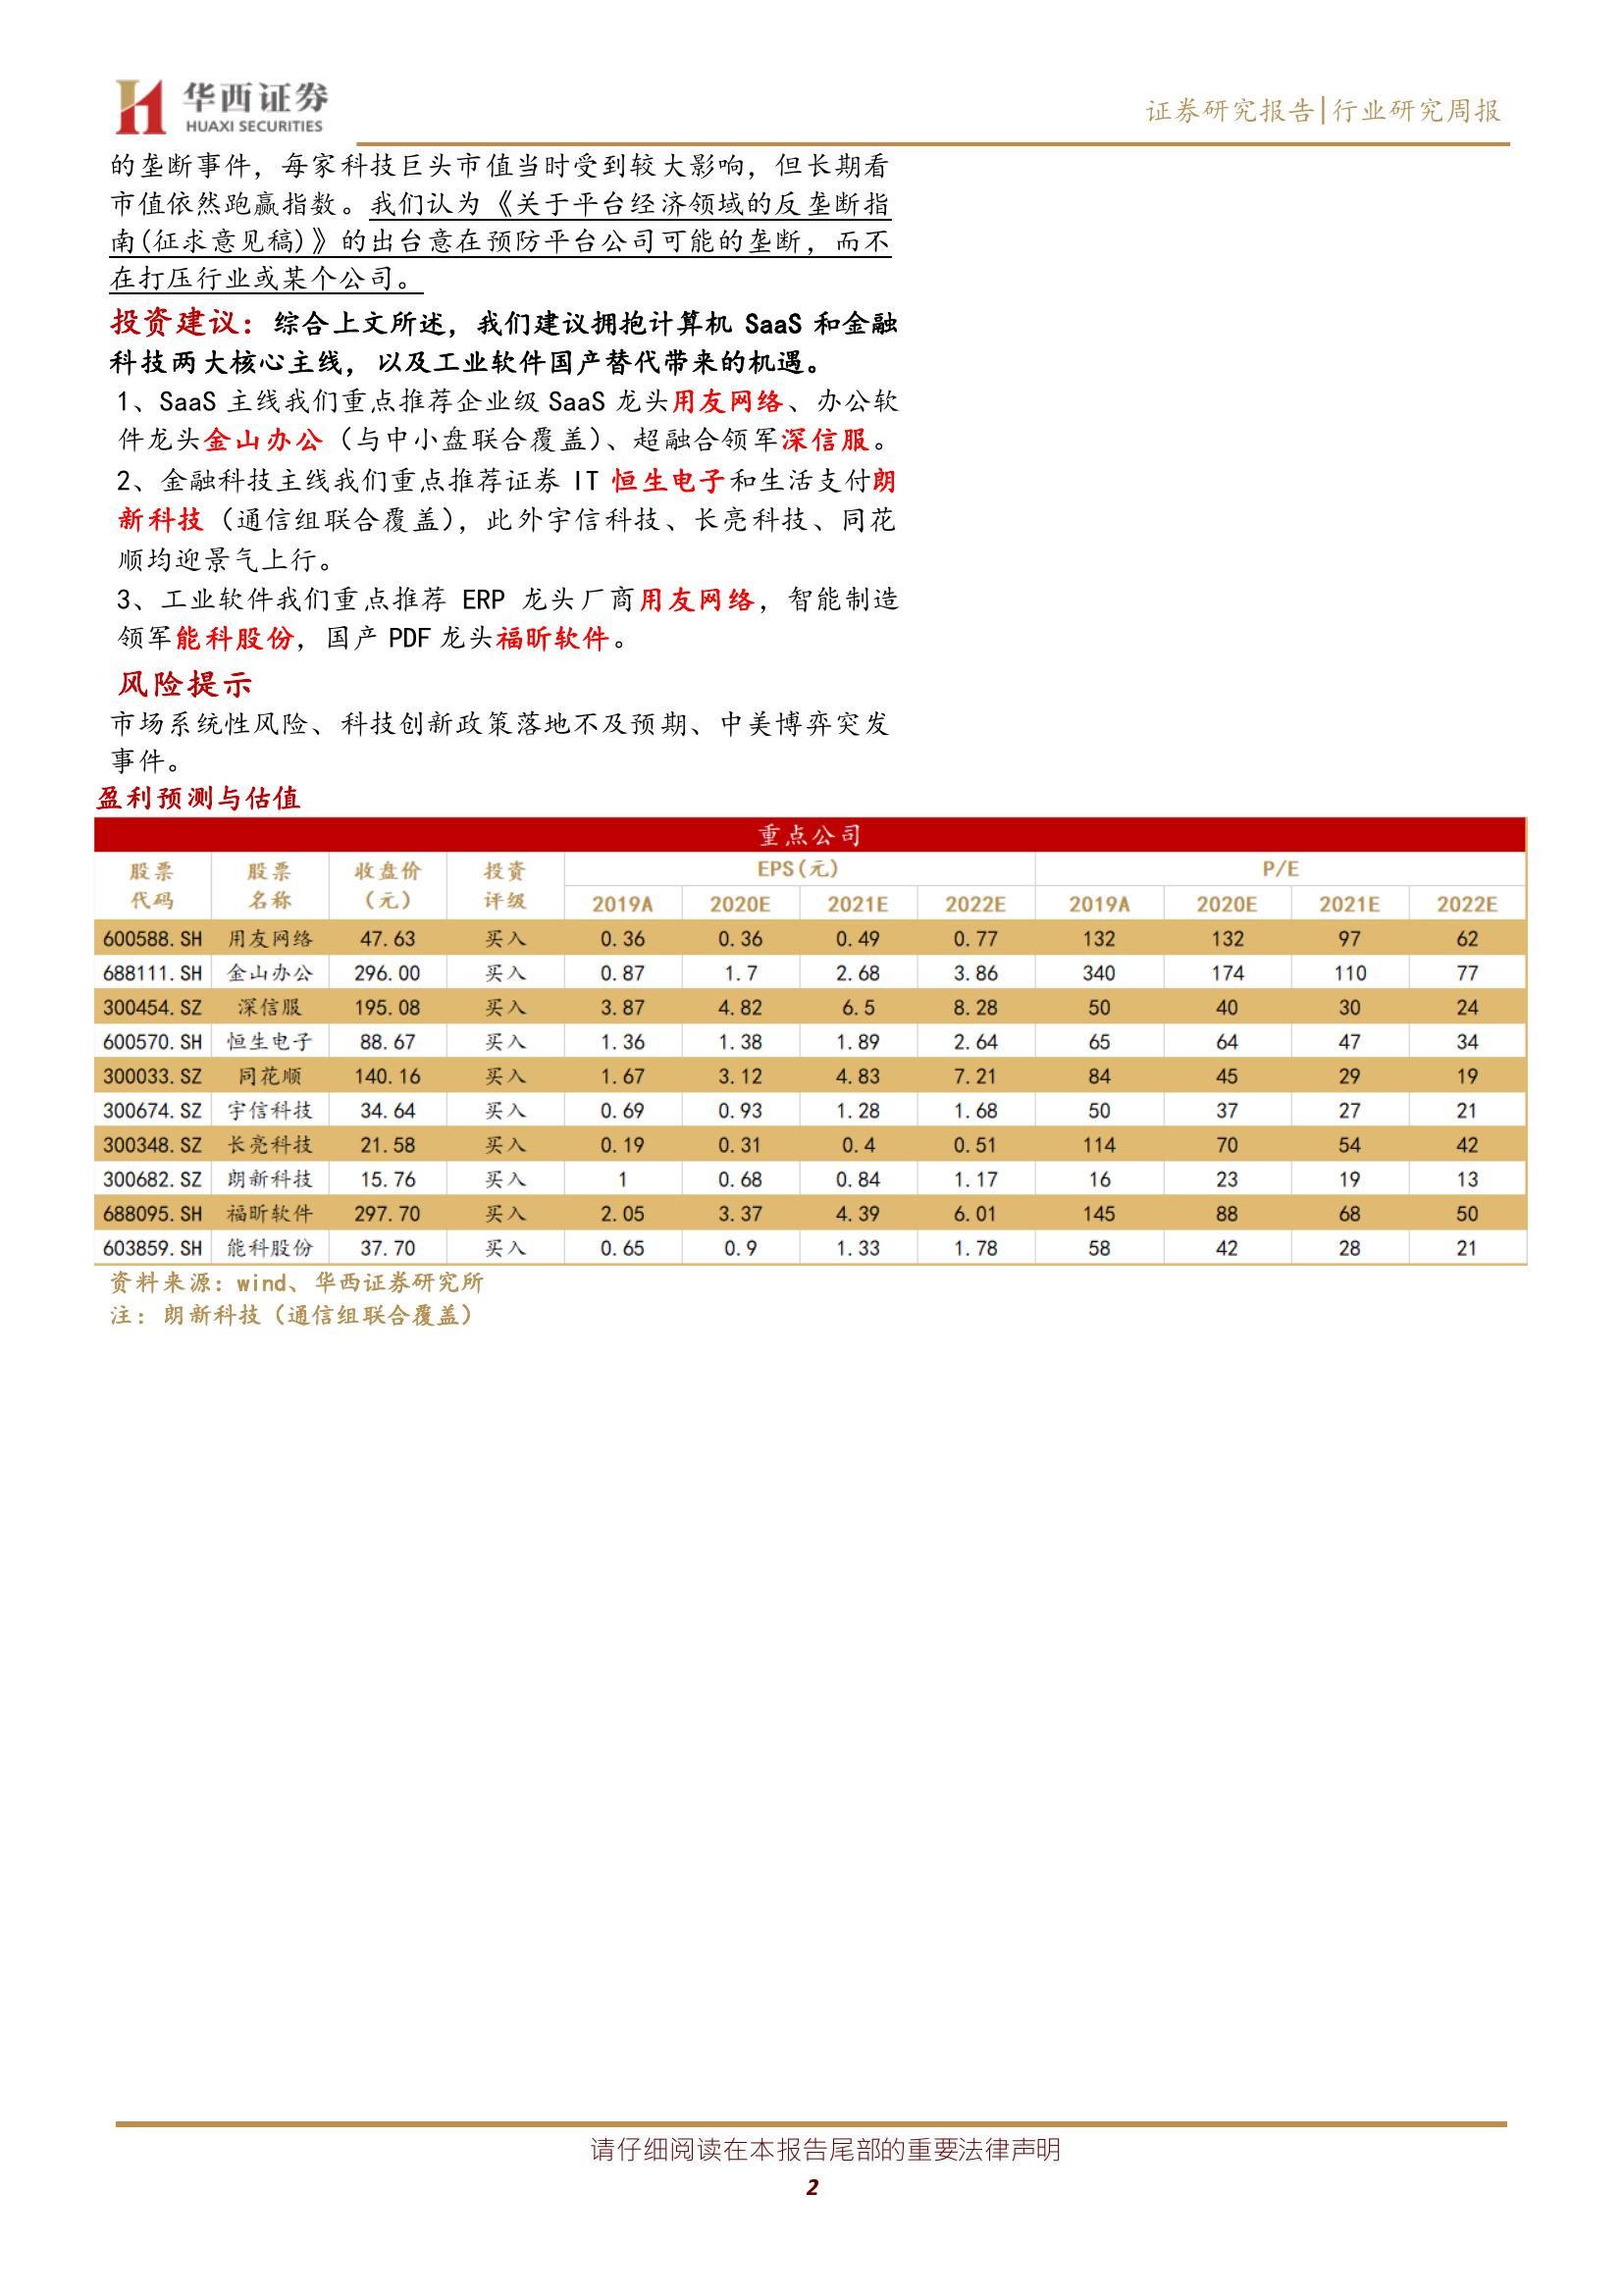 华西证券
HUAXI SECURITIES
证券研究报告|行业研究周报
的垄断事件，每家科技巨头市值当时受到较大影响，但长期看
市值依然跑赢指数。我们认为《关于平台经济领域的反垄断指
南(征求意见稿)》的出台意在预防平台公司可能的垄断，而不
在打压行业或某个公司。
投资建议：综合上文所述，我们建议拥抱计算机 SaaS 和金融
科技两大核心主线，以及工业软件国产替代带来的机遇。
1、SaaS 主线我们重点推荐企业级 SaaS 龙头用友网络、办公软
件龙头金山办公（与中小盘联合覆盖）、超融合领军深信服。
2、金融科技主线我们重点推荐证券 IT 恒生电子和生活支付朗
新科技（通信组联合覆盖），此外宇信科技、长亮科技、同花
顺均迎景气上行。
3、工业软件我们重点推荐 ERP 龙头厂商用友网络，智能制造
领军能科股份，国产 PDF 龙头福昕软件。
风险提示
市场系统性风险、科技创新政策落地不及预期、中美博弈突发
事件。
盈利预测与估值
重点公司
股票代码 股票名称 收盘价（元） 投资评级 EPS(元) P/E
2019A 2020E 2021E 2022E 2019A 2020E 2021E 2022E
600588.SH 用友网络 47.63 买入 0.36 0.36 0.49 0.77 132 132 97 62
688111.SH 金山办公 296.00 买入 0.87 1.7 2.68 3.86 340 174 110 77
300454.SZ 深信服 195.08 买入 3.87 4.82 6.5 8.28 50 40 30 24
600570.SH 恒生电子 88.67 买入 1.36 1.38 1.89 2.64 65 64 47 34
300033.SZ 同花顺 140.16 买入 1.67 3.12 4.83 7.21 84 45 29 19
300674.SZ 宇信科技 34.64 买入 0.69 0.93 1.28 1.68 50 37 27 21
300348.SZ 长亮科技 21.58 买入 0.19 0.31 0.4 0.51 114 70 54 42
300682.SZ 朗新科技 15.76 买入 1 0.68 0.84 1.17 16 23 19 13
688095.SH 福昕软件 297.70 买入 2.05 3.37 4.39 6.01 145 88 68 50
603859.SH 能科股份 37.70 买入 0.65 0.9 1.33 1.78 58 42 28 21
资料来源：wind、华西证券研究所
注：朗新科技（通信组联合覆盖）
请仔细阅读在本报告尾部的重要法律声明
2